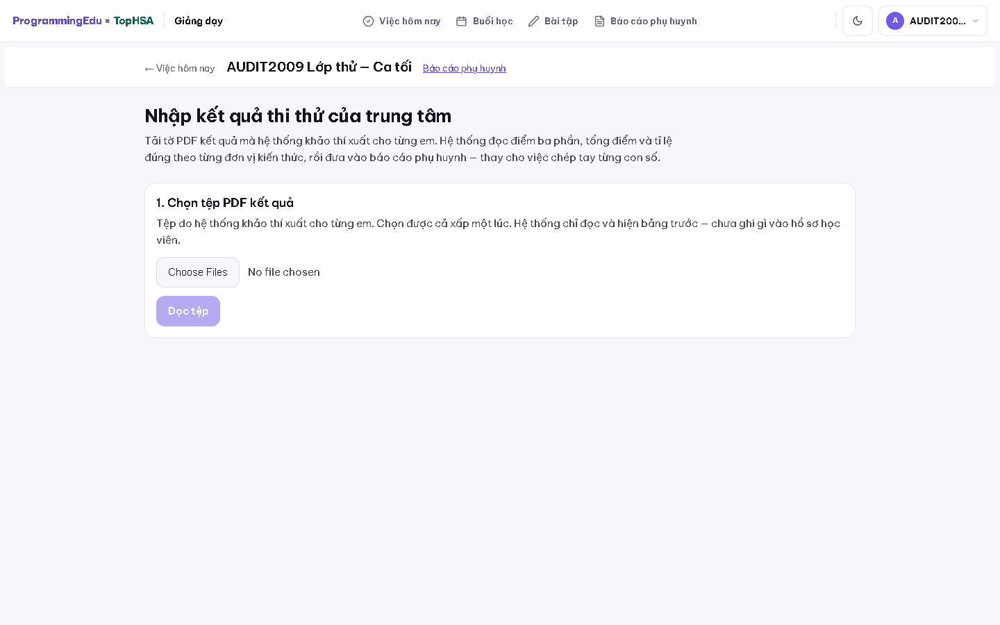 ProgrammingEdu × TopHSA Giảng dạy Việc hôm nay Buổi học Bài tập Báo cáo phụ huynh A AUDIT200...
← Việc hôm nay AUDIT2009 Lớp thử — Ca tối Báo cáo phụ huynh
Nhập kết quả thi thử của trung tâm
Tải tờ PDF kết quả mà hệ thống khảo thí xuất cho từng em. Hệ thống đọc điểm ba phần, tổng điểm và tỉ lệ
đúng theo từng đơn vị kiến thức, rồi đưa vào báo cáo phụ huynh — thay cho việc chép tay từng con số.
1. Chọn tệp PDF kết quả
Tệp do hệ thống khảo thí xuất cho từng em. Chọn được cả xấp một lúc. Hệ thống chỉ đọc và hiện bảng trước — chưa ghi gì vào hồ sơ học
viên.
Choose Files No file chosen
Đọc tệp